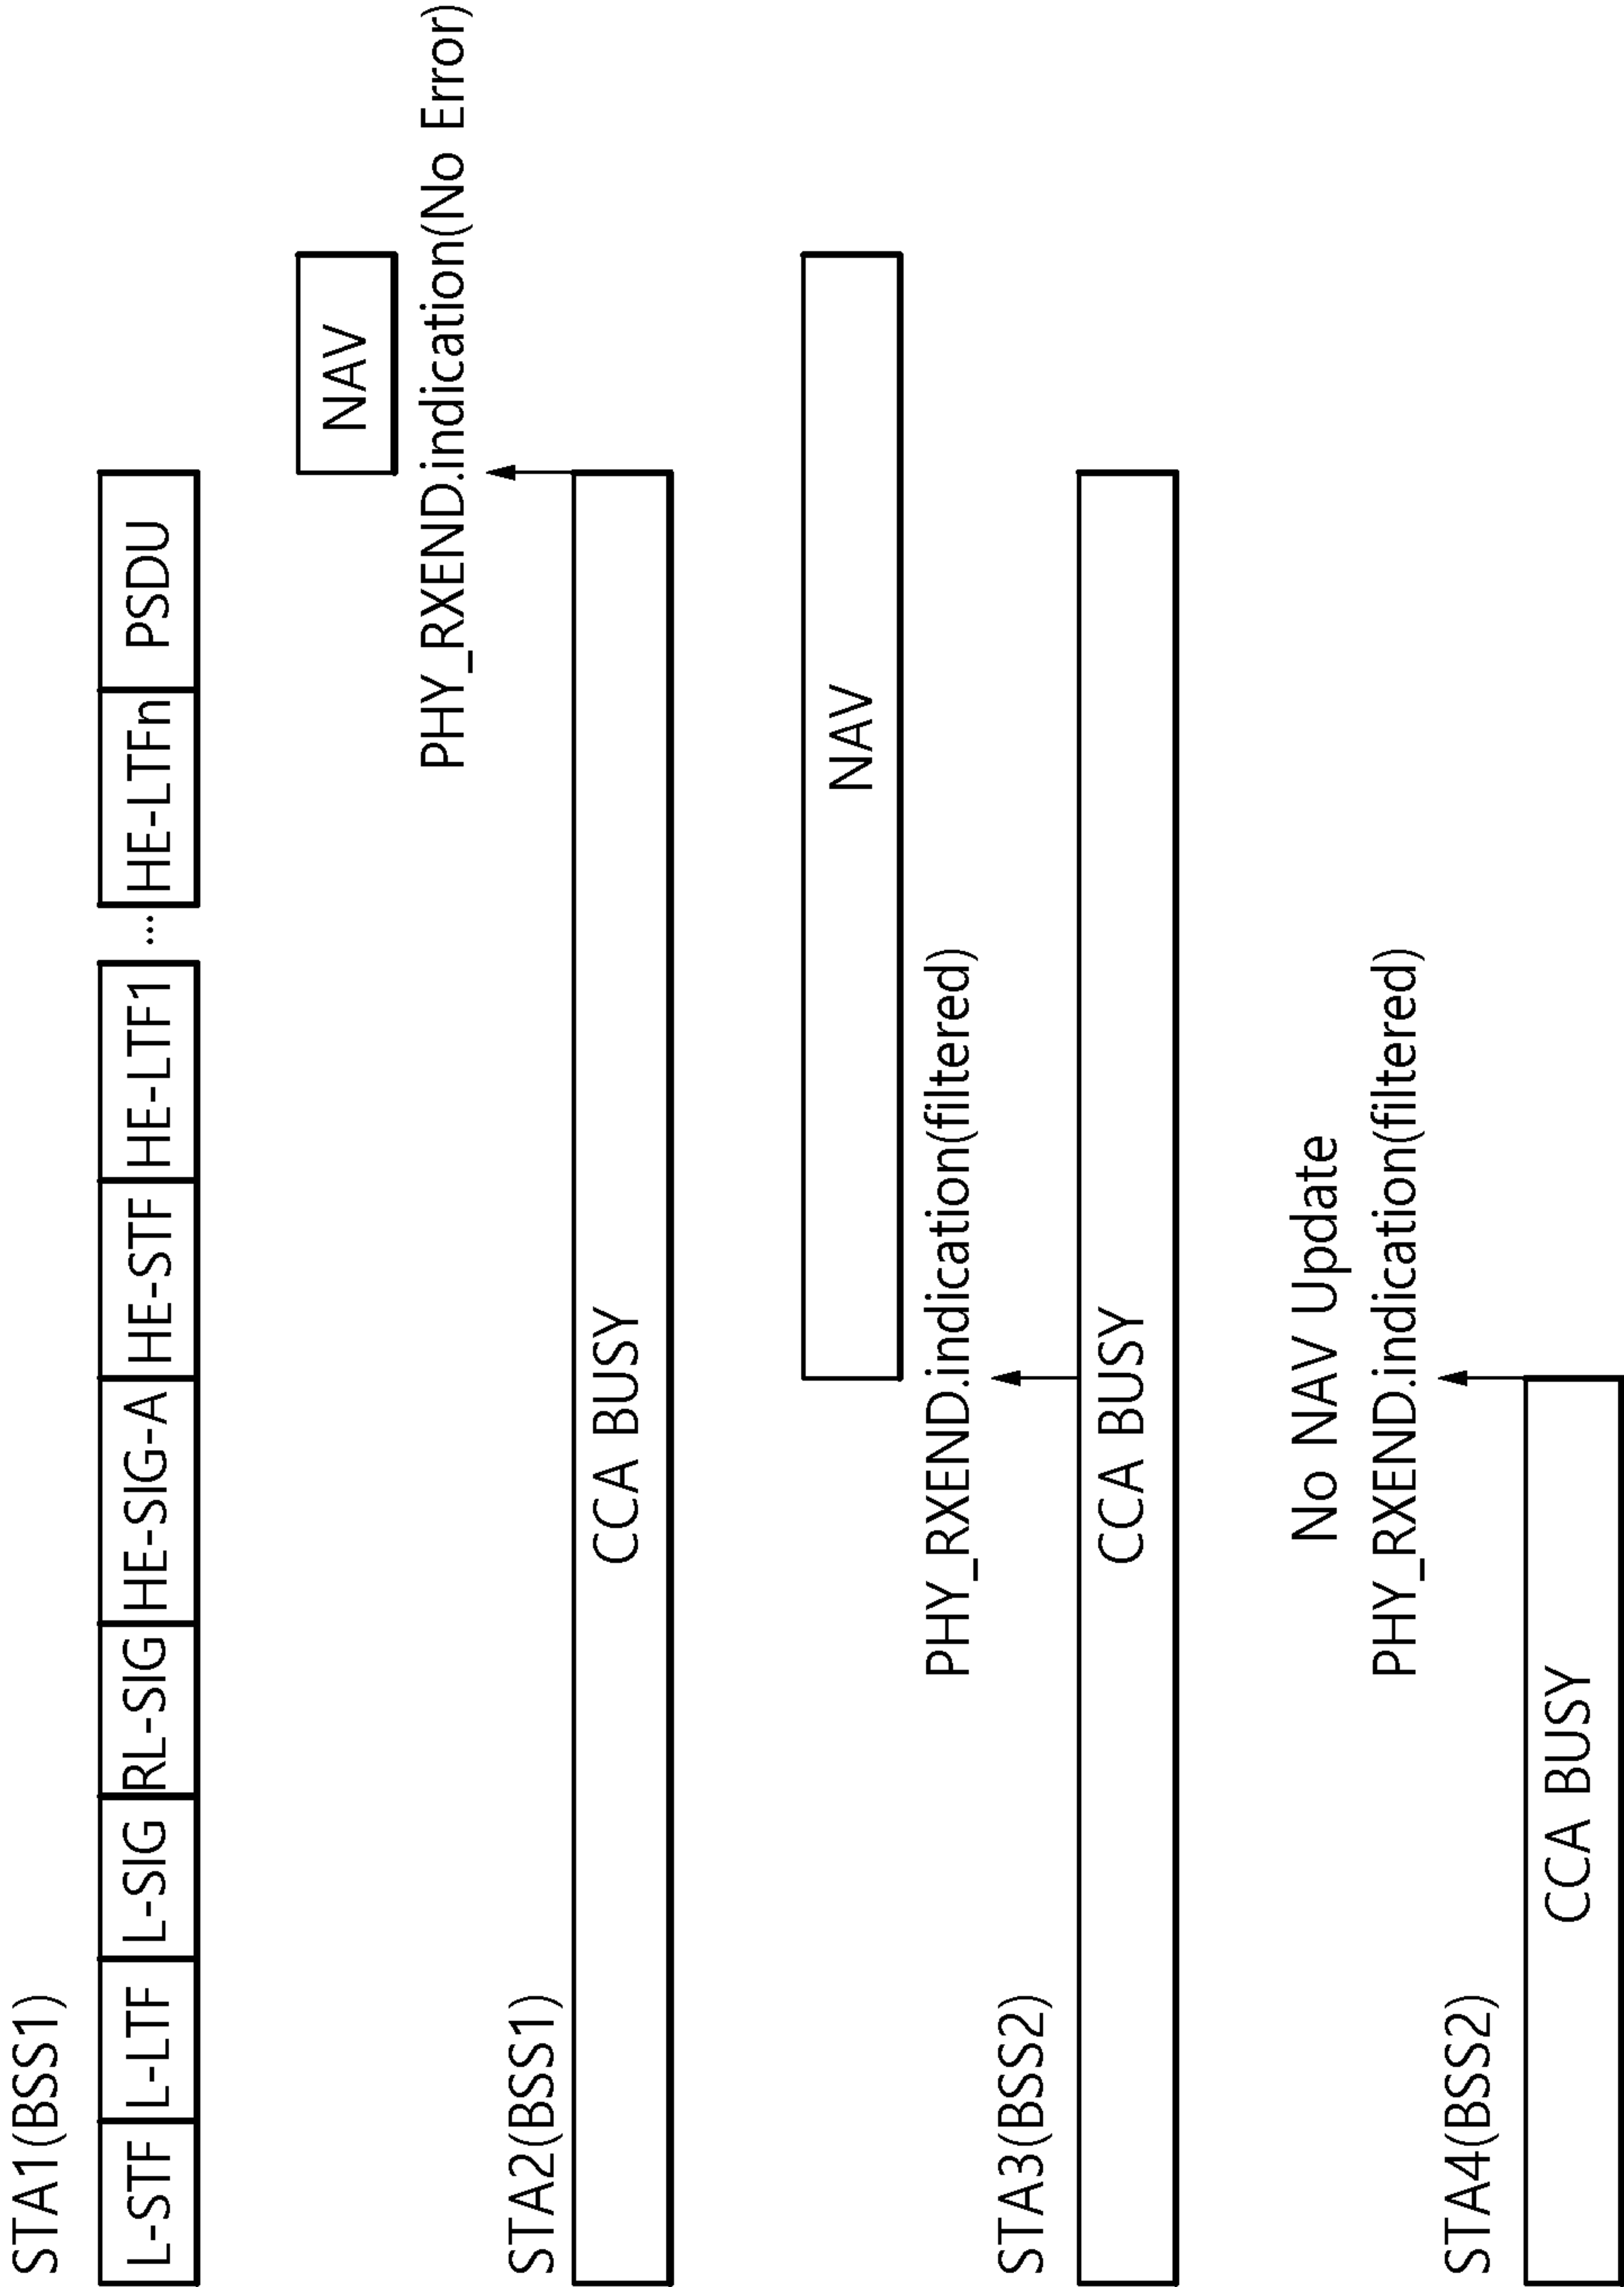 STA1(BSS1)
L-STF L-LTF L-SIG RL-SIG HE-SIG-A HE-STF HE-LTF1 ... HE-LTFn PSDU
NAV
PHY_RXEND.indication(No Error)
STA2(BSS1)
CCA BUSY
NAV
PHY_RXEND.indication(filtered)
STA3(BSS2)
CCA BUSY
No NAV Update
PHY_RXEND.indication(filtered)
STA4(BSS2)
CCA BUSY